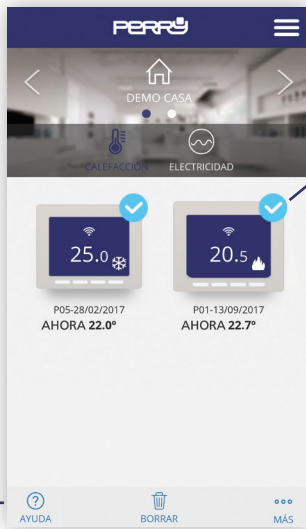 PERRY
DEMO CASA
CALEFACCIÓN ELECTRICIDAD
25.0 20.5
P05-28/02/2017 P01-13/09/2017
AHORA 22.0° AHORA 22.7°
AYUDA BORRAR MÁS